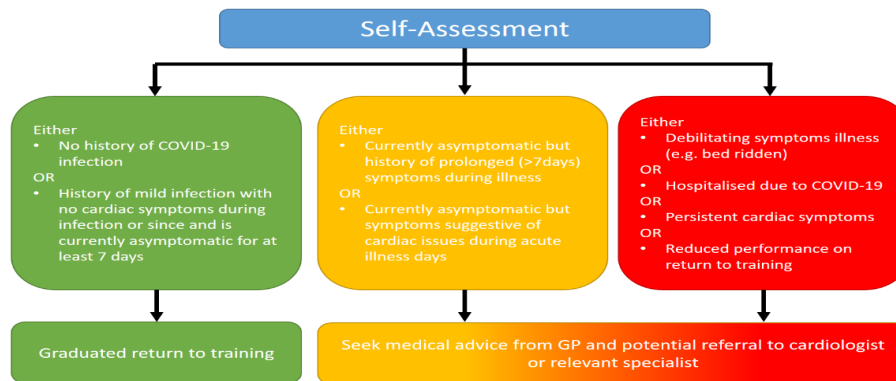 Self-Assessment
Either
• No history of COVID-19
infection
OR
• History of mild infection with
no cardiac symptoms during
infection or since and is
currently asymptomatic for at
least 7 days
Either
• Currently asymptomatic but
history of prolonged (>7days)
symptoms during illness
OR
• Currently asymptomatic but
symptoms suggestive of
cardiac issues during acute
illness days
Either
• Debilitating symptoms illness
(e.g. bed ridden)
OR
• Hospitalised due to COVID-19
OR
• Persistent cardiac symptoms
OR
• Reduced performance on
return to training
Graduated return to training
Seek medical advice from GP and potential referral to cardiologist
or relevant specialist